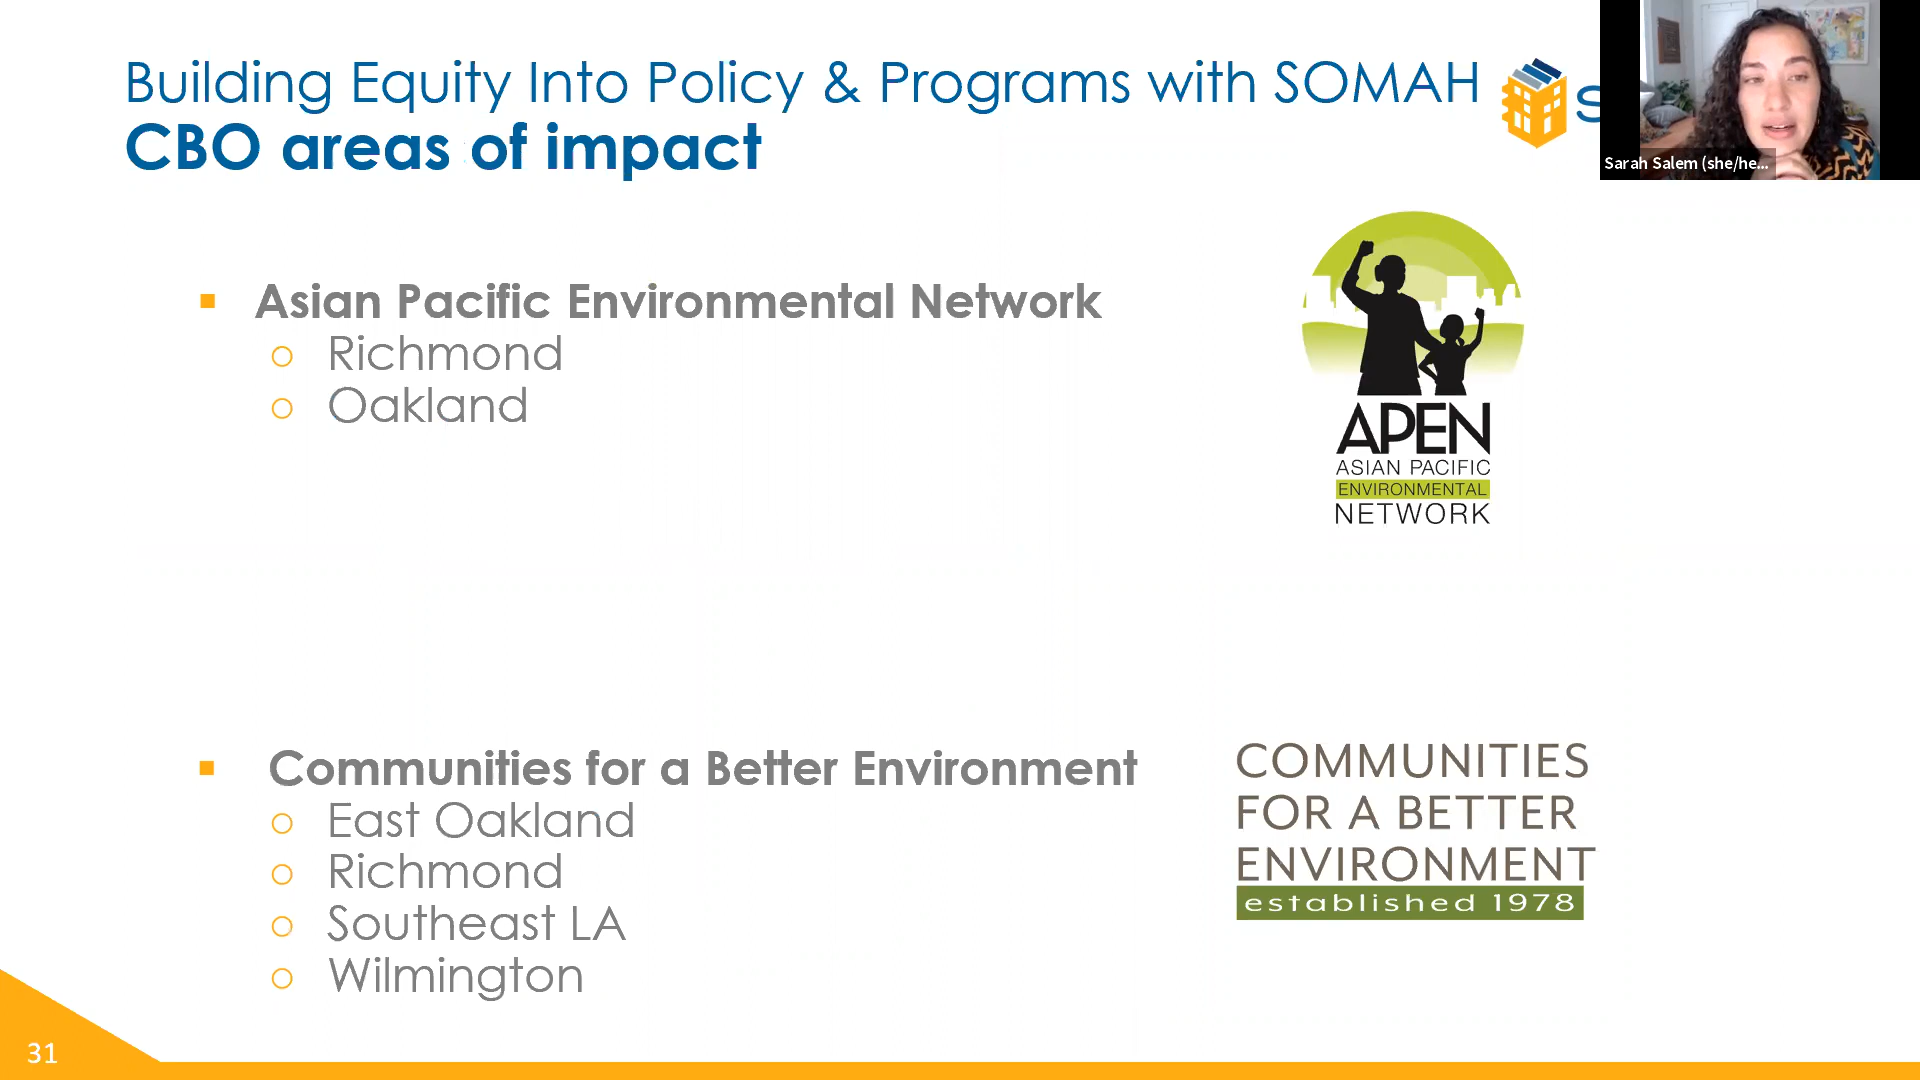 Building Equity Into Policy & Programs with SOMAH
CBO areas of impact
S
Sarah Salem (she/he...
Asian Pacific Environmental Network
Richmond
Oakland
APEN
ASIAN PACIFIC
ENVIRONMENTAL
NETWORK
Communities for a Better Environment
East Oakland
Richmond
Southeast LA
Wilmington
COMMUNITIES
FOR A BETTER
ENVIRONMENT
established 1978
31